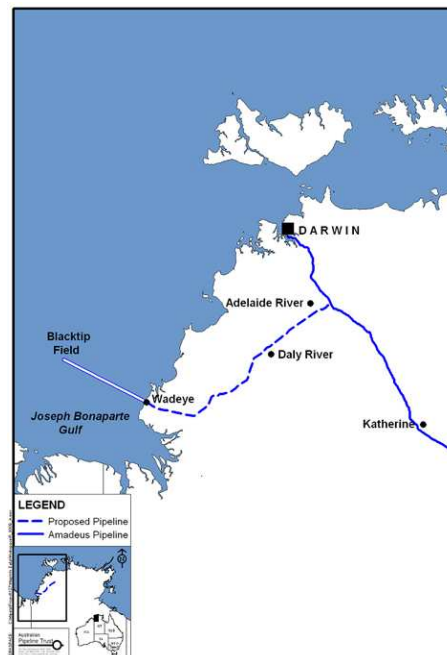 DARWIN
Adelaide River
Blacktip
Field
Daly River
Wadeye
Joseph Bonaparte
Gulf
Katherine
LEGEND
Proposed Pipeline
Amadeus Pipeline
Australian
Pipeline Trust